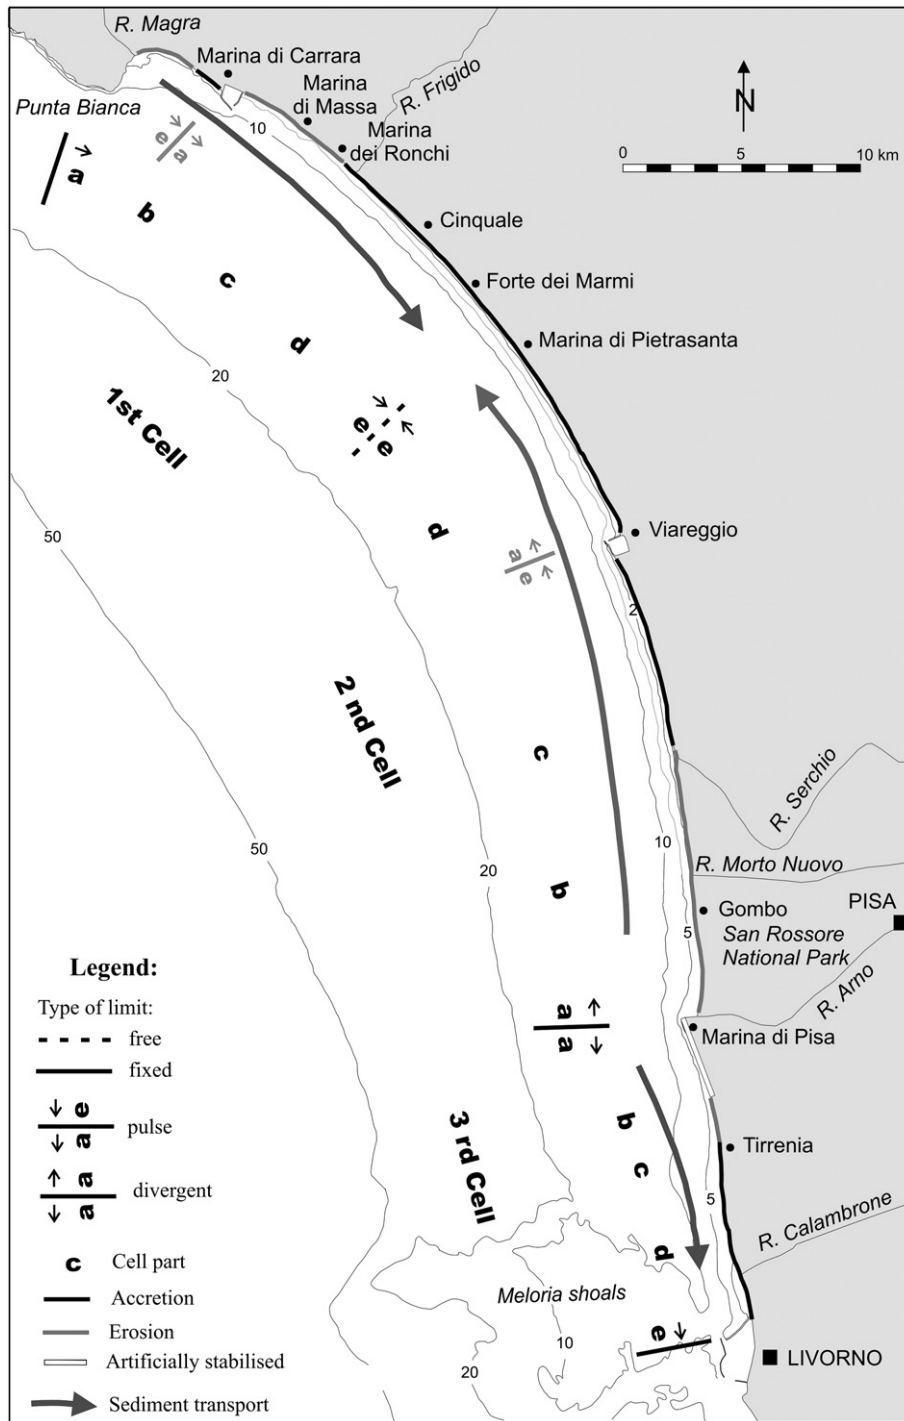 R. Magra
Marina di Carrara
Marina
di Massa
R. Frigido
Punta Bianca
Marina
dei Ronchi
N
0 5 10 km
10
e
a
a
b
c
d
Cinquale
Forte dei Marmi
Marina di Pietrasanta
20
1st Cell
e
e
d
50
a
e
Viareggio
2
2 nd Cell
c
R. Serchio
10
50
20
b
R. Morto Nuovo
Gombo
PISA
San Rossore
National Park
5
R. Arno
a
a
Marina di Pisa
3 rd Cell
b
c
d
Tirrenia
5
R. Calambrone
Meloria shoals
10
20
e
LIVORNO
Legend:
Type of limit:
free
fixed
e
a
pulse
a
a
divergent
c Cell part
Accretion
Erosion
Artificially stabilised
Sediment transport